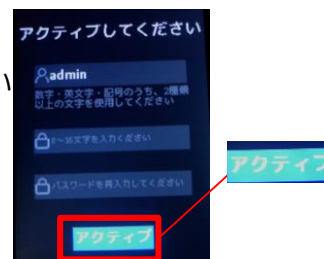 アクティブしてください
admin
数字・英文字・記号のうち、2種類
以上の文字を使用してください
8～16文字を入力ください
パスワードを再入力してください
アクティブ
アクティブ